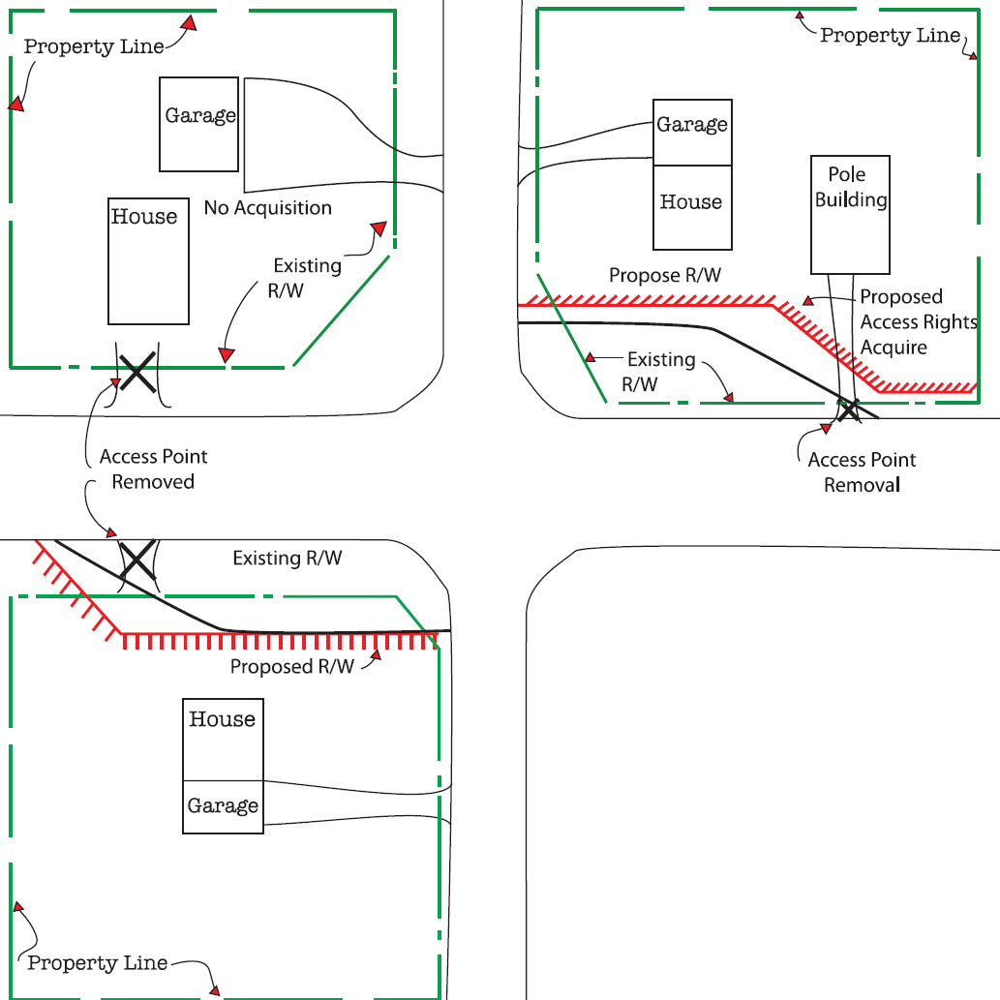 Property Line
Garage
House
No Acquisition
Existing
R/W
Access Point
Removed
Property Line
Garage
House
Pole
Building
Propose R/W
Proposed
Access Rights
Acquire
Existing
R/W
Access Point
Removal
Existing R/W
Proposed R/W
House
Garage
Property Line